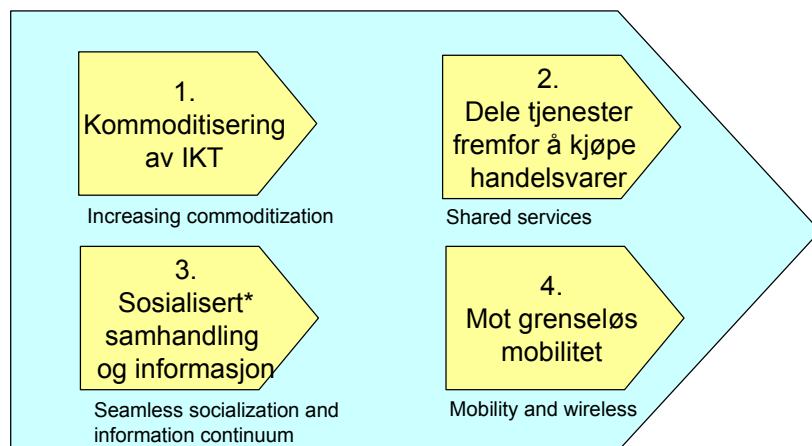 1.
Kommoditisering
av IKT
Increasing commoditization
2.
Dele tjenester
fremfor å kjøpe
handelsvarer
Shared services
3.
Sosialisert*
samhandling
og informasjon
Seamless socialization and
information continuum
4.
Mot grenseløs
mobilitet
Mobility and wireless